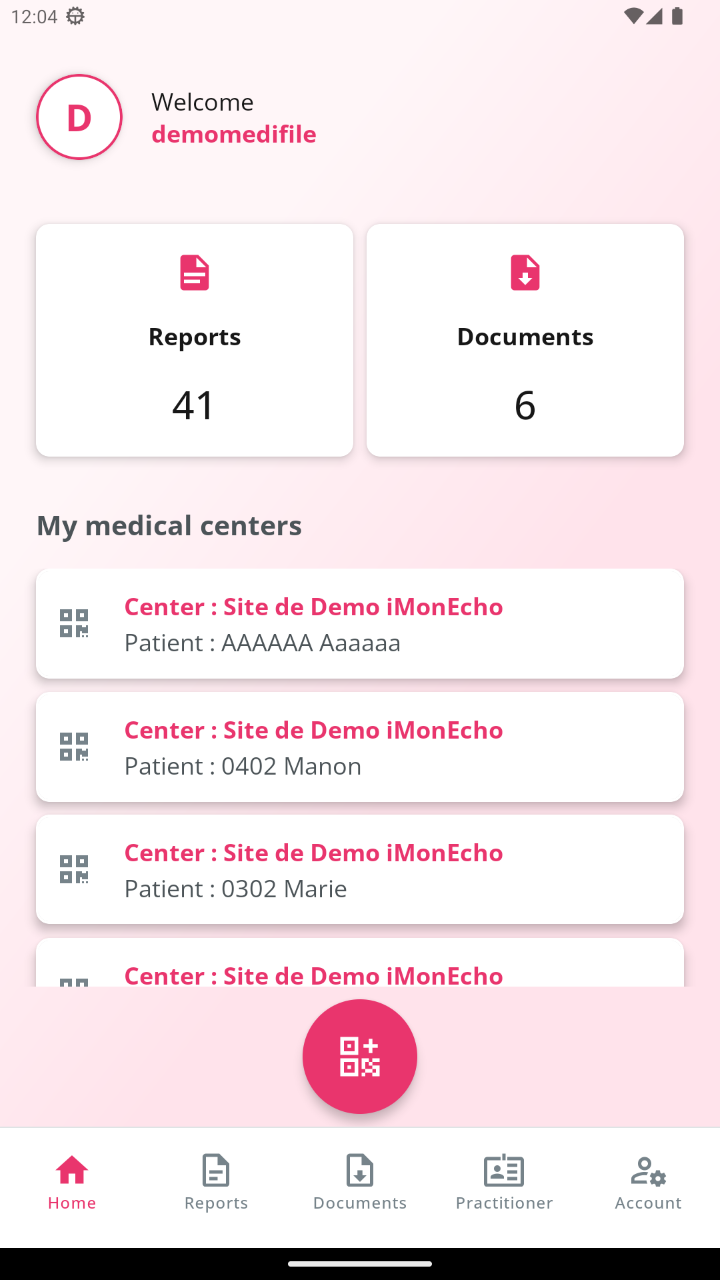 12:04
D
Welcome
demomedifile
Reports
41
Documents
6
My medical centers
Center : Site de Demo iMonEcho
Patient : AAAAAA Aaaaaa
Center : Site de Demo iMonEcho
Patient : 0402 Manon
Center : Site de Demo iMonEcho
Patient : 0302 Marie
Center : Site de Demo iMonEcho
Home
Reports
Documents
Practitioner
Account